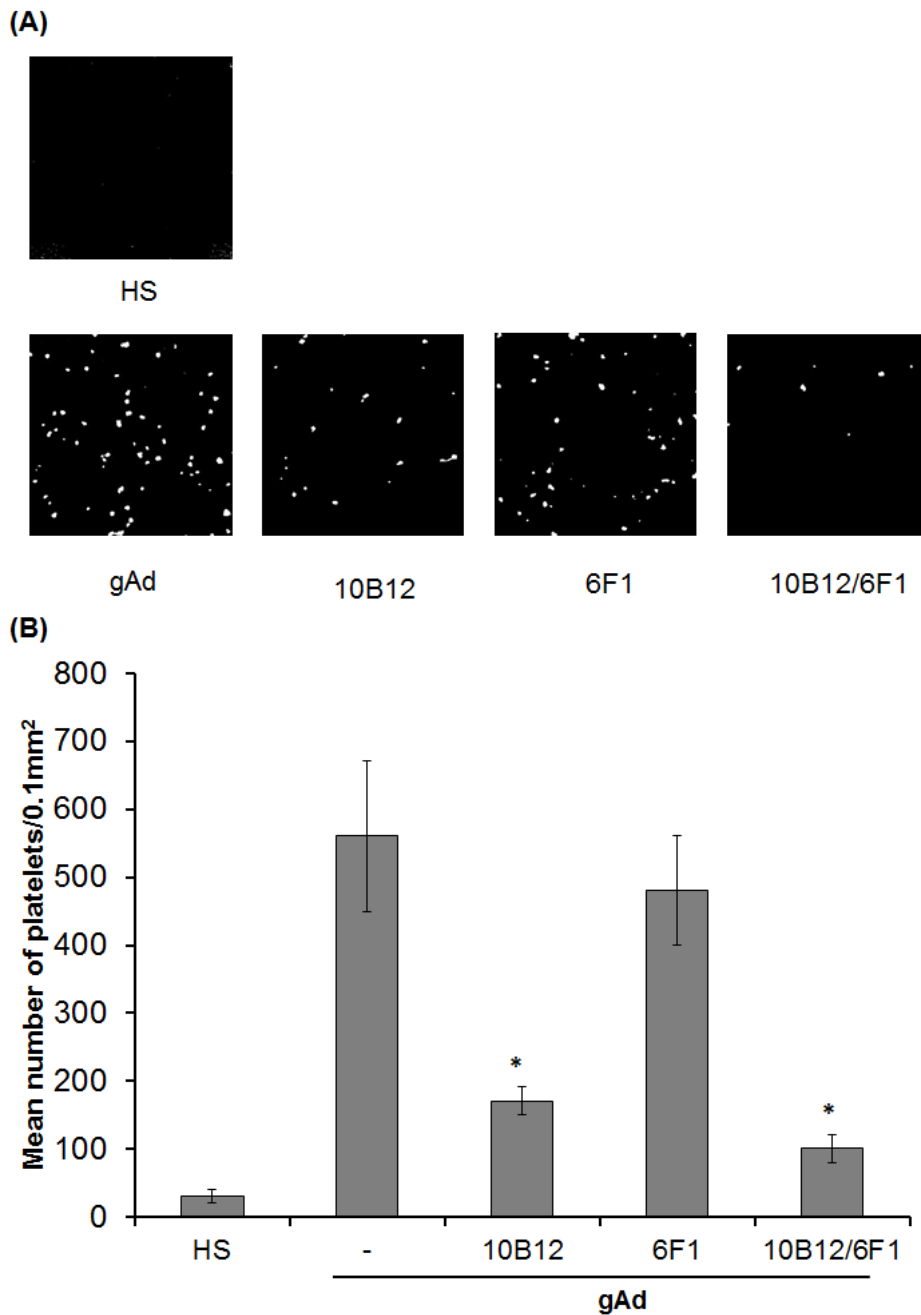 (A)
HS
gAd 10B12 6F1 10B12/6F1
(B)
Mean number of platelets/0.1mm²
800
700
600
500
400
300
200
100
0
* *
HS - 10B12 6F1 10B12/6F1
gAd